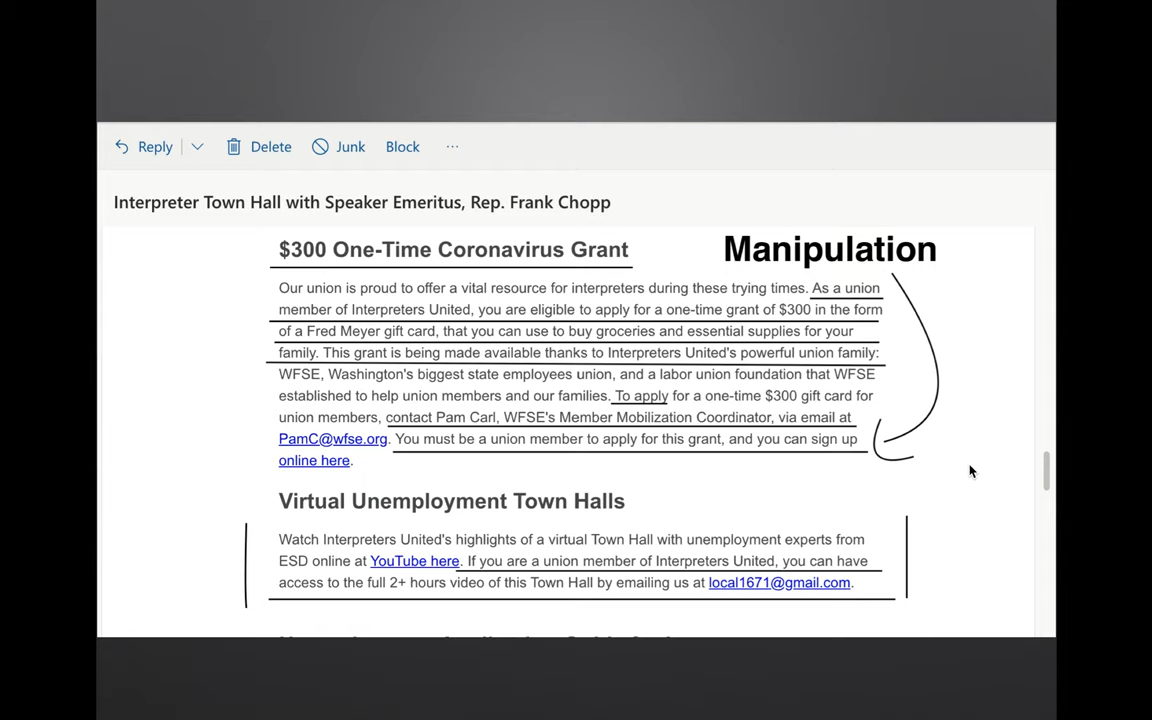 Reply Delete Junk Block ...
Interpreter Town Hall with Speaker Emeritus, Rep. Frank Chopp
$300 One-Time Coronavirus Grant
Manipulation
Our union is proud to offer a vital resource for interpreters during these trying times. As a union
member of Interpreters United, you are eligible to apply for a one-time grant of $300 in the form
of a Fred Meyer gift card, that you can use to buy groceries and essential supplies for your
family. This grant is being made available thanks to Interpreters United's powerful union family:
WFSE, Washington's biggest state employees union, and a labor union foundation that WFSE
established to help union members and our families. To apply for a one-time $300 gift card for
union members, contact Pam Carl, WFSE's Member Mobilization Coordinator, via email at
PamC@wfse.org. You must be a union member to apply for this grant, and you can sign up
online here.
Virtual Unemployment Town Halls
Watch Interpreters United's highlights of a virtual Town Hall with unemployment experts from
ESD online at YouTube here. If you are a union member of Interpreters United, you can have
access to the full 2+ hours video of this Town Hall by emailing us at local1671@gmail.com.